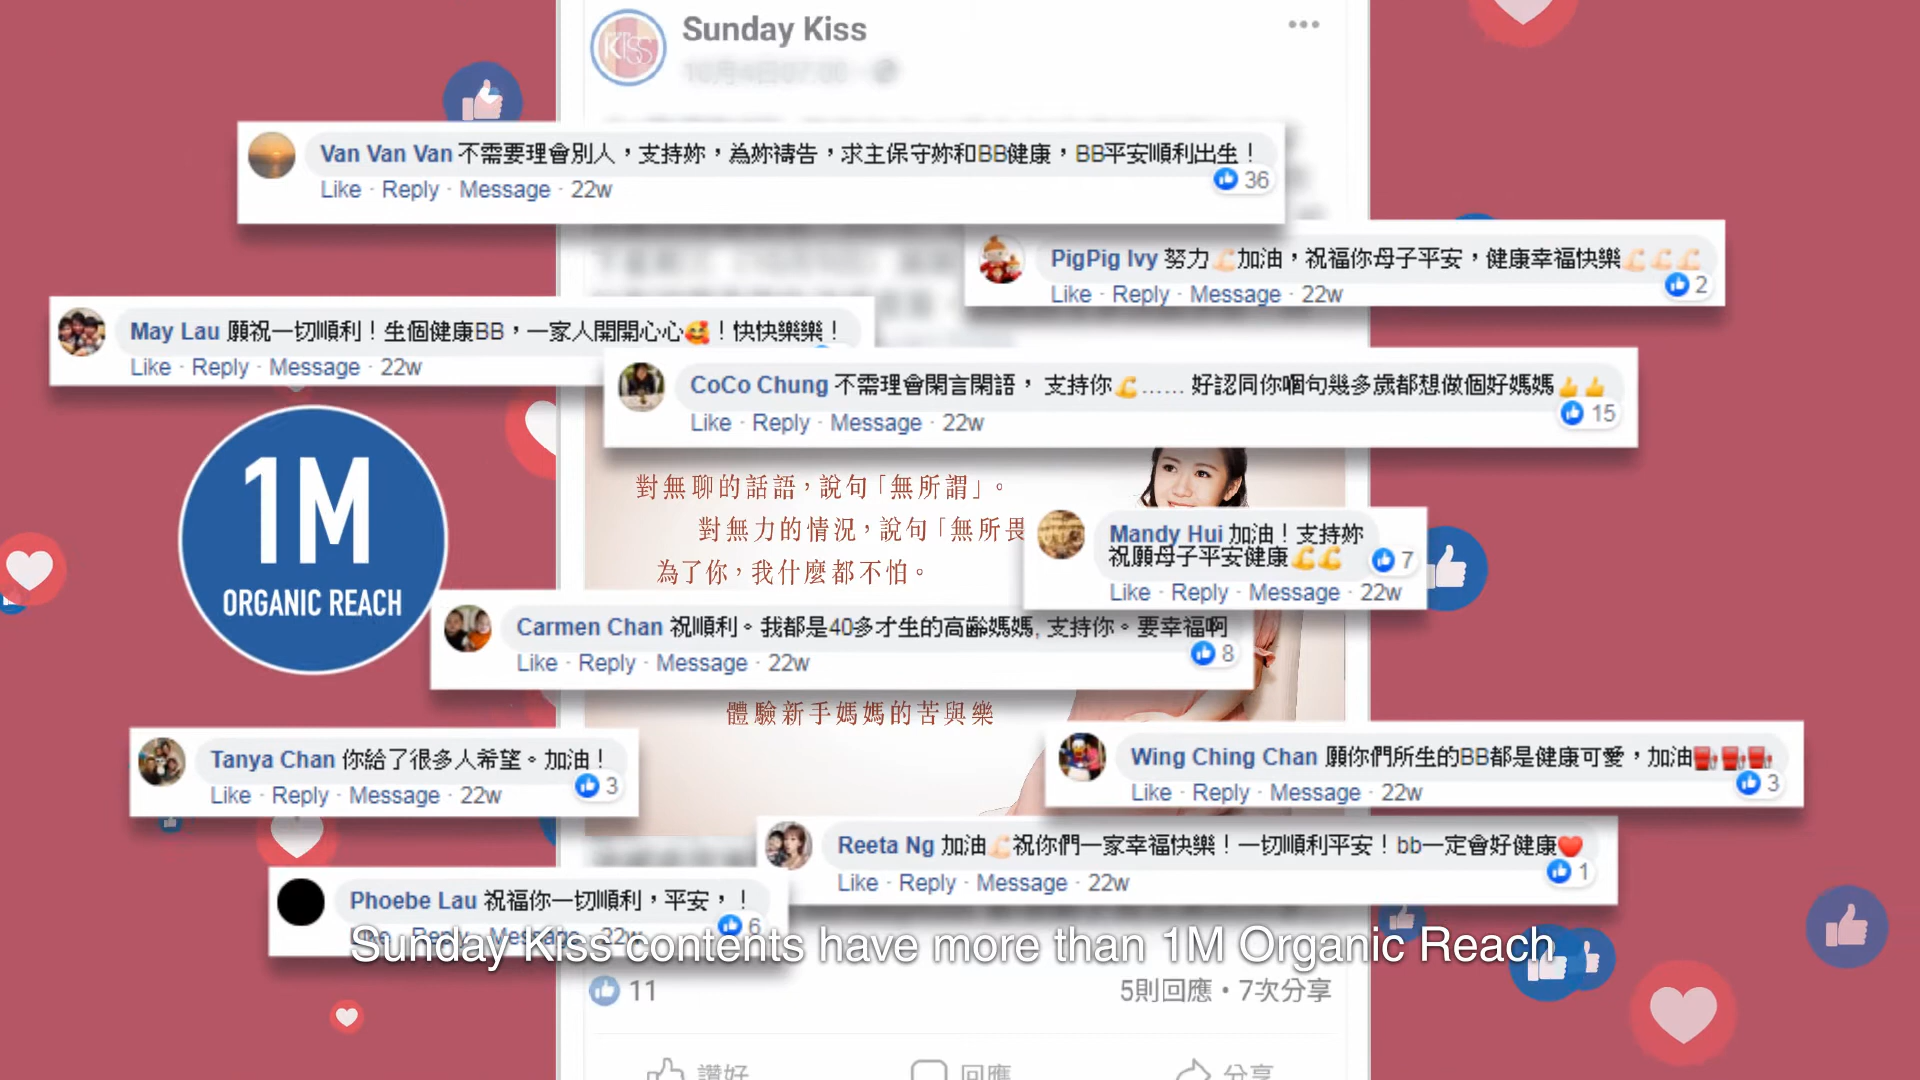 Sunday Kiss
KISS
Van Van Van 不需要理會別人，支持妳，為妳禱告，求主保守妳和BB健康，BB平安順利出生！
Like · Reply · Message · 22w
36
PigPig Ivy 努力💪加油，祝福你母子平安，健康幸福快樂💪💪💪
Like · Reply · Message · 22w
2
May Lau 願祝一切順利！生個健康BB，一家人開開心心🥰！快快樂樂！
Like · Reply · Message · 22w
CoCo Chung 不需理會閑言閑語， 支持你💪…… 好認同你嗰句幾多歲都想做個好媽媽👍👍
Like · Reply · Message · 22w
15
1M
ORGANIC REACH
對無聊的話語，說句「無所謂」。
對無力的情況，說句「無所畏
為了你，我什麼都不怕。
Mandy Hui 加油！支持妳
祝願母子平安健康💪💪
7
Like · Reply · Message · 22w
Carmen Chan 祝順利。我都是40多才生的高齡媽媽, 支持你。要幸福啊
Like · Reply · Message · 22w
8
體驗新手媽媽的苦與樂
Tanya Chan 你給了很多人希望。加油！
Like · Reply · Message · 22w
3
Wing Ching Chan 願你們所生的BB都是健康可愛，加油⛽⛽⛽
Like · Reply · Message · 22w
3
Reeta Ng 加油💪祝你們一家幸福快樂！一切順利平安！bb一定會好健康❤️
Like · Reply · Message · 22w
1
Phoebe Lau 祝福你一切順利，平安，！
Like · Reply · Message · 22w
6
Sunday Kiss contents have more than 1M Organic Reach
11
5則回應・7次分享
讚好
回應
分享